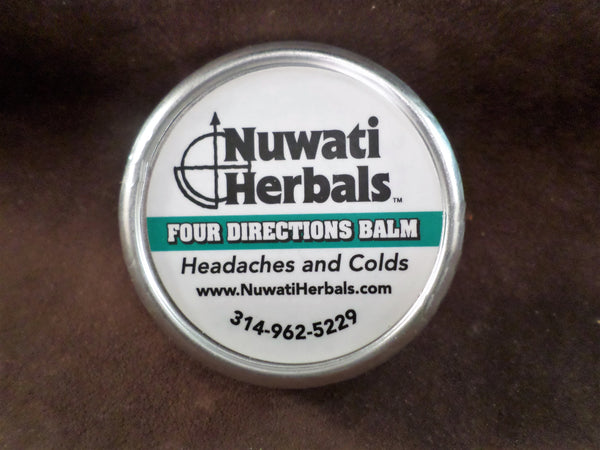 Nuwati
Herbals™
FOUR DIRECTIONS BALM
Headaches and Colds
www.NuwatiHerbals.com
314-962-5229